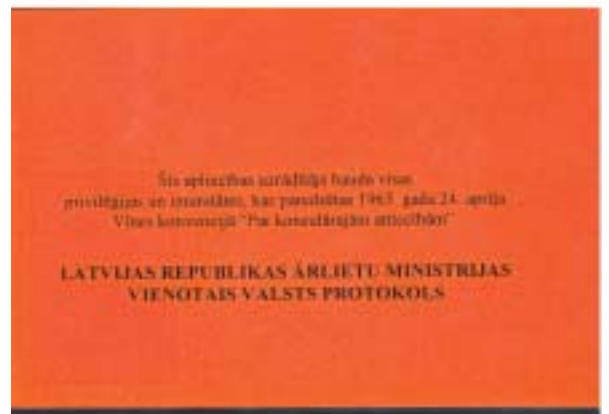 Šis apliecības uzrādītājs bauda visas
privilēģijas un imunitātes, kas paredzētas 1963. gada 24. aprīļa
Vīnes konvencijā "Par konsulārajām attiecībām"
LATVIJAS REPUBLIKAS ĀRLIETU MINISTRIJAS
VIENOTAIS VALSTS PROTOKOLS